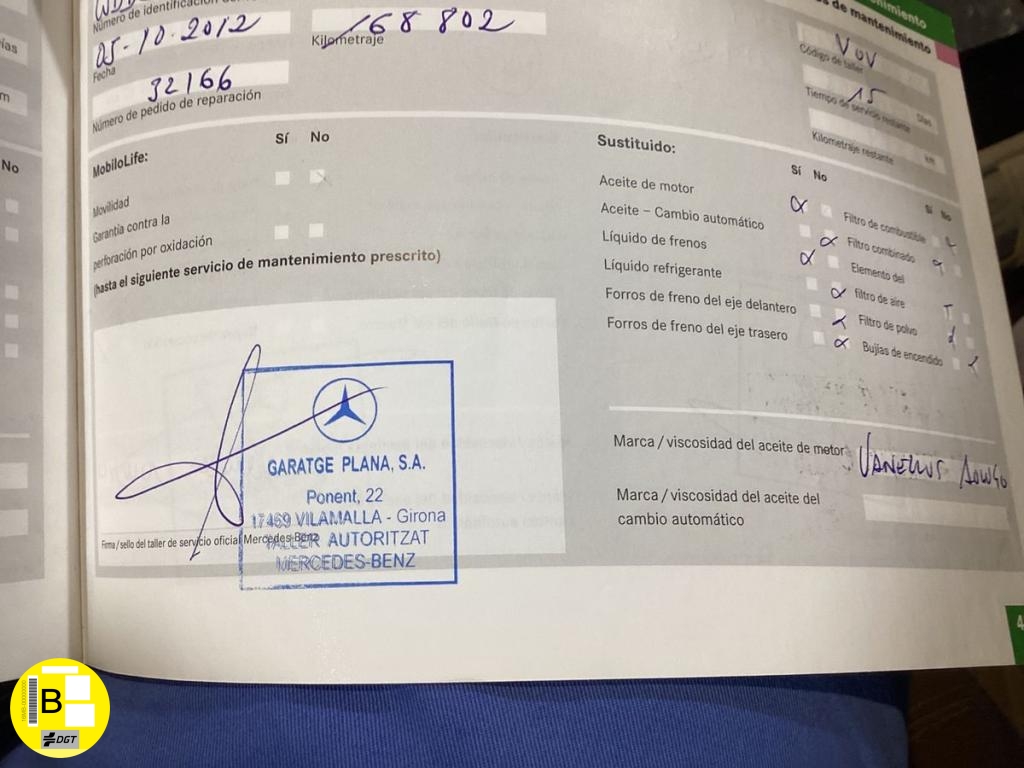 Número de identificación
05-10-2012
Fecha
168 802
Kilometraje
32166
Número de pedido de reparación
de mantenimiento
VOV
Código de taller
15
Tiempo de servicio restante
Días
Kilometraje restante
km
No
MobiloLife:
Sí No
Movilidad
Garantía contra la
perforación por oxidación
(hasta el siguiente servicio de mantenimiento prescrito)
Sustituido:
Sí No
Aceite de motor
Aceite – Cambio automático
Líquido de frenos
Líquido refrigerante
Forros de freno del eje delantero
Forros de freno del eje trasero
Sí No
Filtro de combustible
Filtro combinado
Elemento del
filtro de aire
Filtro de polvo
Bujías de encendido
Marca / viscosidad del aceite de motor
Marca / viscosidad del aceite del
cambio automático
GARATGE PLANA, S.A.
Ponent, 22
17469 VILAMALLA - Girona
TALLER AUTORITZAT
MERCEDES-BENZ
Firma / sello del taller de servicio oficial Mercedes-Benz
4
B
DGT